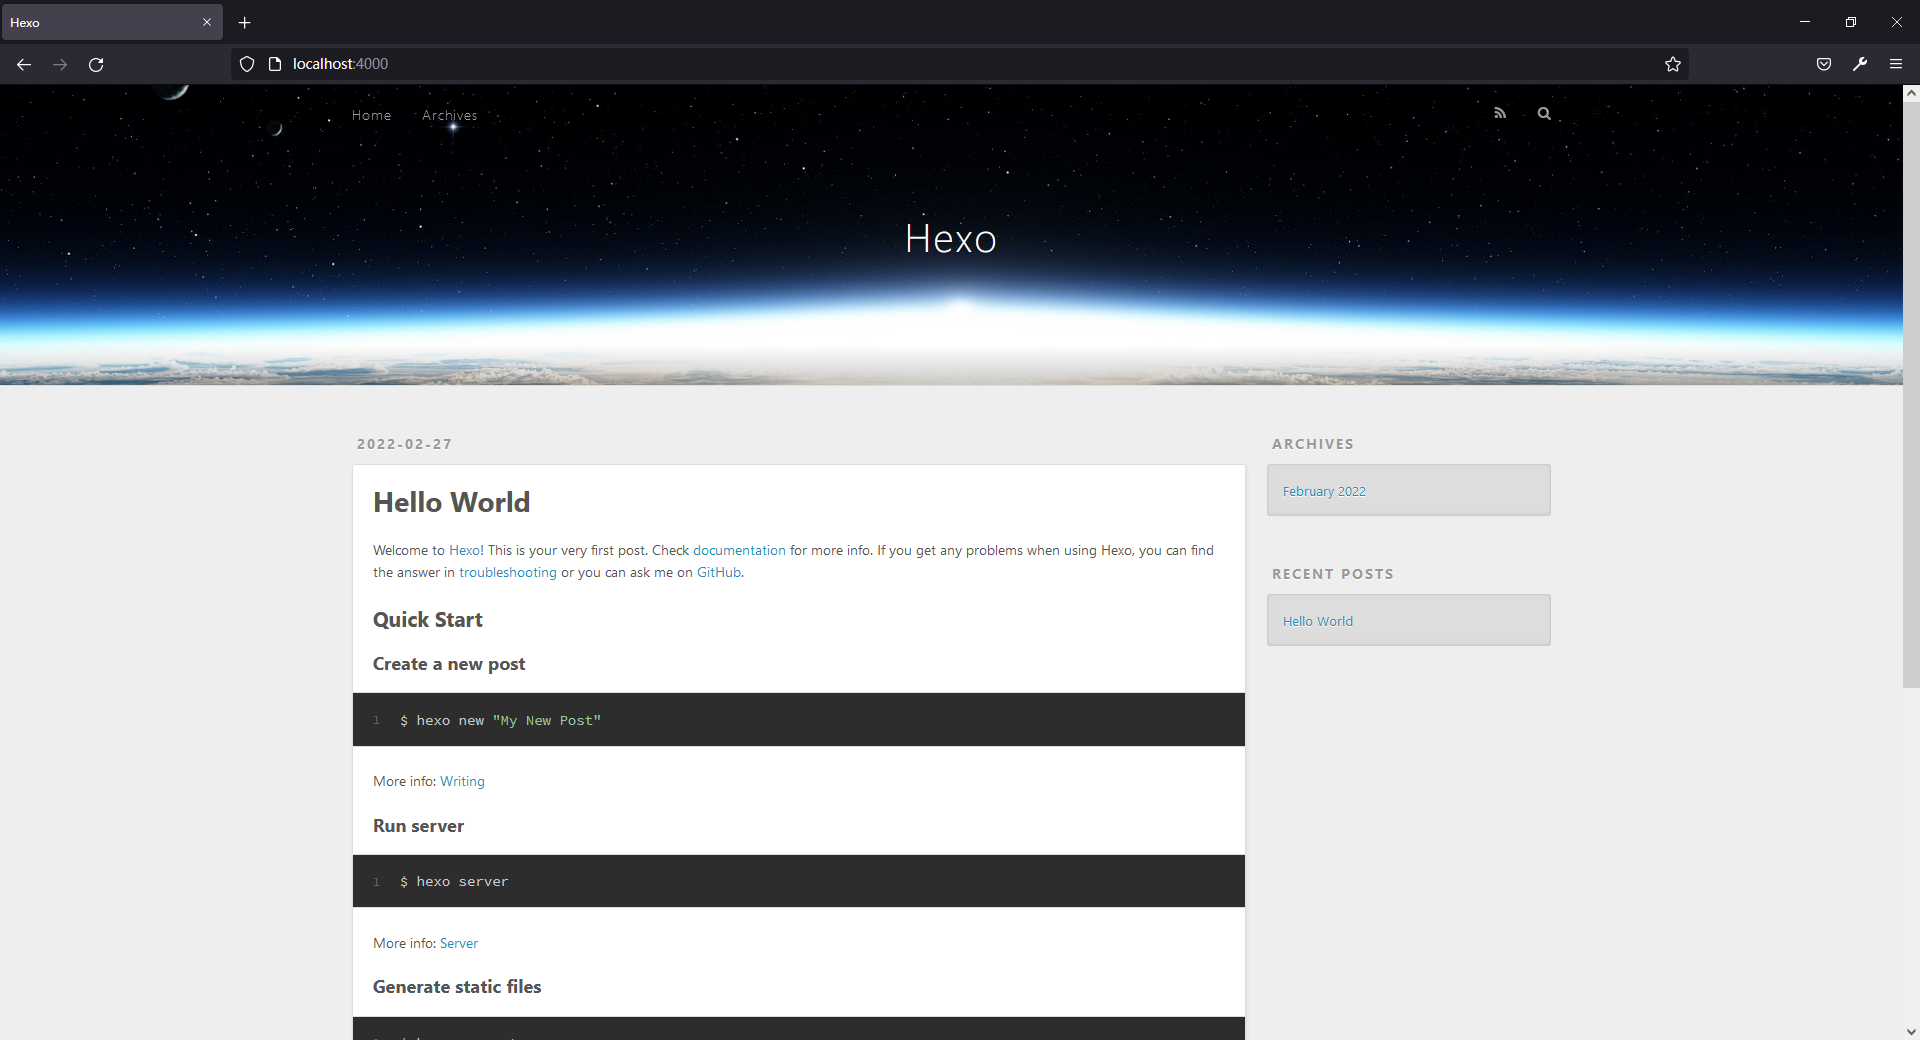 Hexo
localhost:4000
Home Archives
Hexo
2022-02-27
Hello World
Welcome to Hexo! This is your very first post. Check documentation for more info. If you get any problems when using Hexo, you can find
the answer in troubleshooting or you can ask me on GitHub.
Quick Start
Create a new post
1 $ hexo new "My New Post"
More info: Writing
Run server
1 $ hexo server
More info: Server
Generate static files
ARCHIVES
February 2022
RECENT POSTS
Hello World